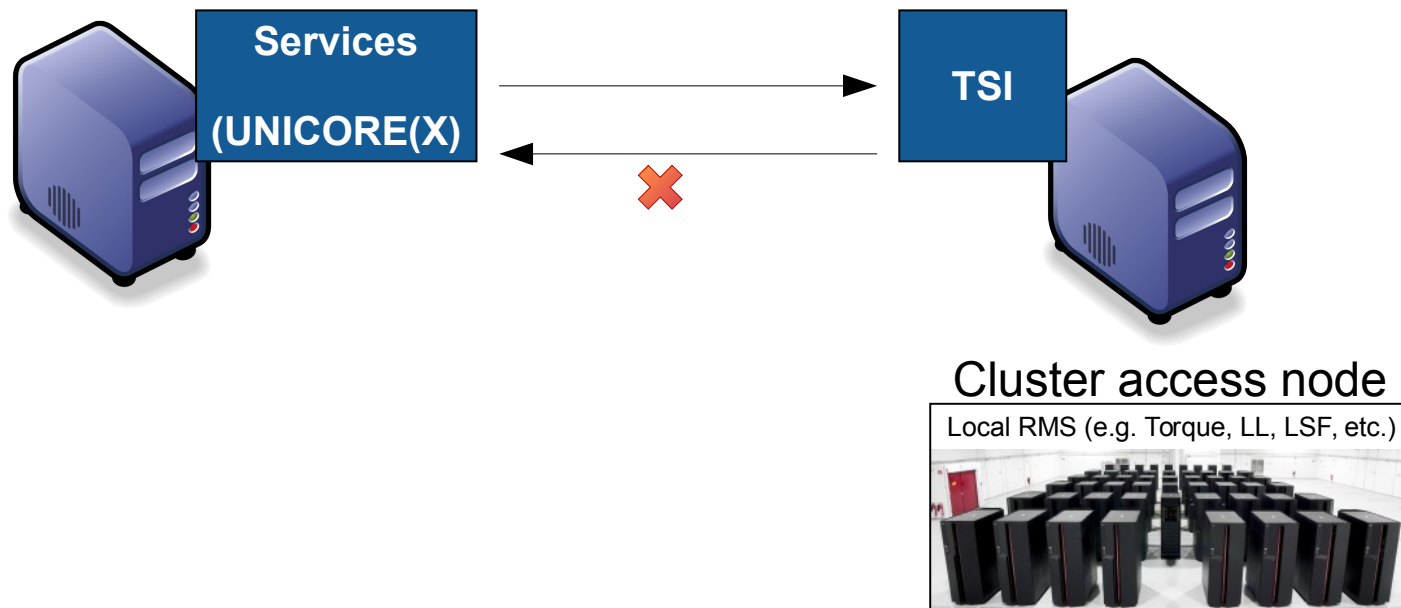 Services
(UNICORE(X)
TSI
Cluster access node
Local RMS (e.g. Torque, LL, LSF, etc.)